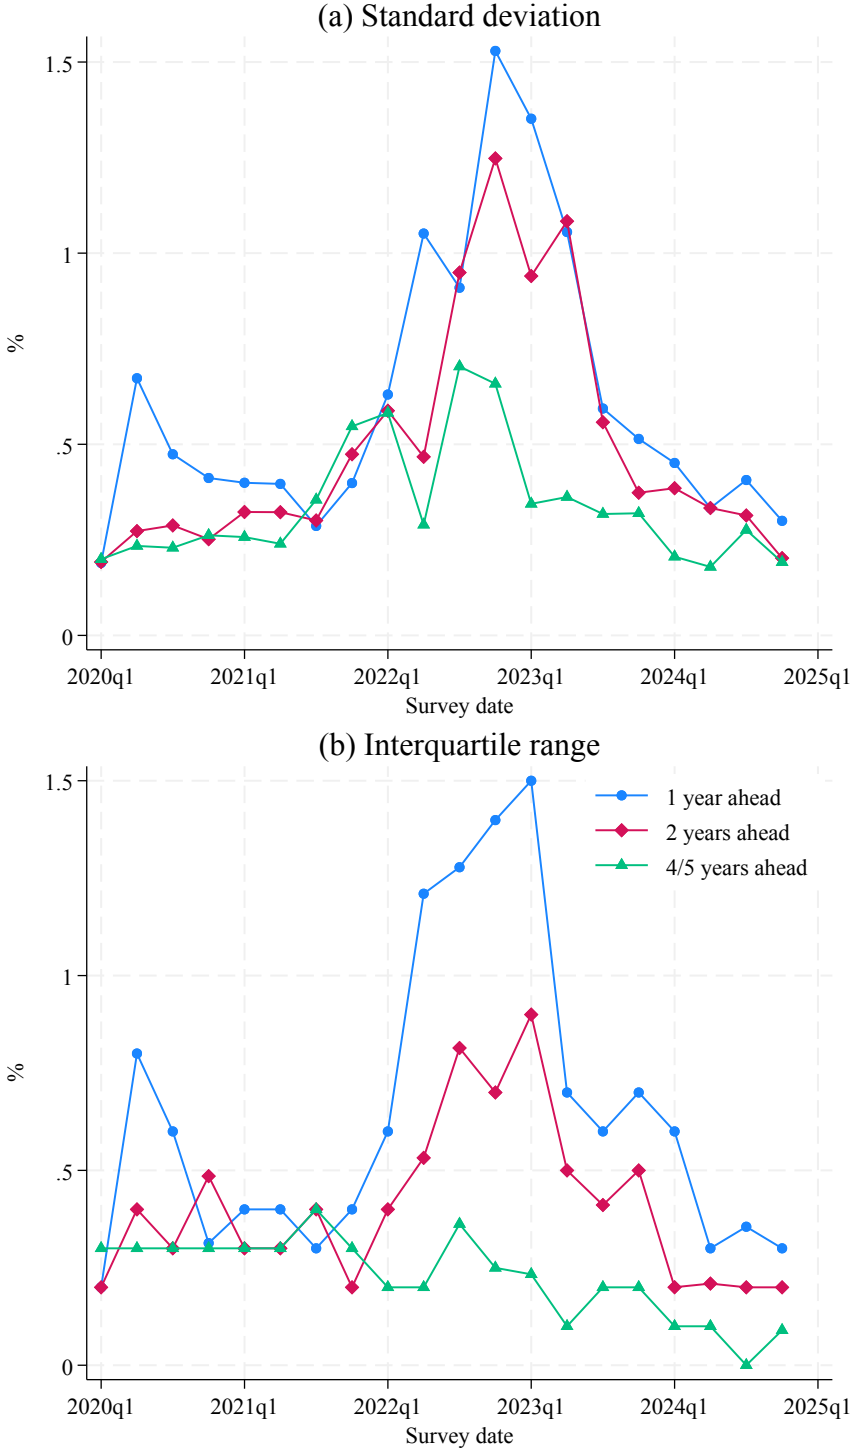 (a) Standard deviation
1.5
1
.5
0
%
2020q1 2021q1 2022q1 2023q1 2024q1 2025q1
Survey date
(b) Interquartile range
1.5
1
.5
0
%
1 year ahead
2 years ahead
4/5 years ahead
2020q1 2021q1 2022q1 2023q1 2024q1 2025q1
Survey date